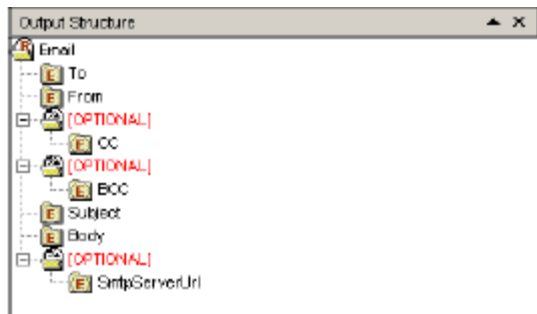 Output Structure
Email
To
From
[OPTIONAL]
CC
[OPTIONAL]
BCC
Subject
Body
[OPTIONAL]
SmtpServerUrl